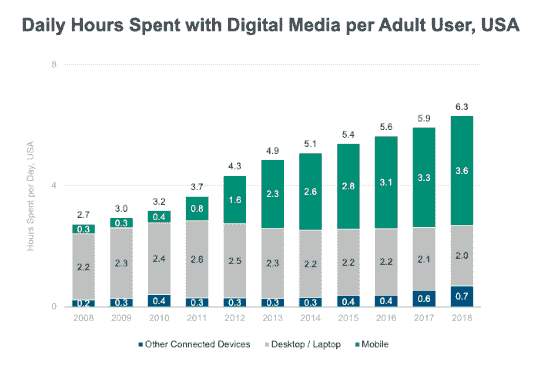 Daily Hours Spent with Digital Media per Adult User, USA
Hours Spent per Day, USA
8
4
0
2.7 3.0 3.2 3.7 4.3 4.9 5.1 5.4 5.6 5.9 6.3
0.3 0.3 0.4 0.8 1.6 2.3 2.6 2.8 3.1 3.3 3.6
2.2 2.3 2.4 2.6 2.5 2.3 2.2 2.2 2.2 2.1 2.0
0.2 0.3 0.4 0.3 0.3 0.3 0.3 0.4 0.4 0.6 0.7
2008 2009 2010 2011 2012 2013 2014 2015 2016 2017 2018
Other Connected Devices Desktop / Laptop Mobile